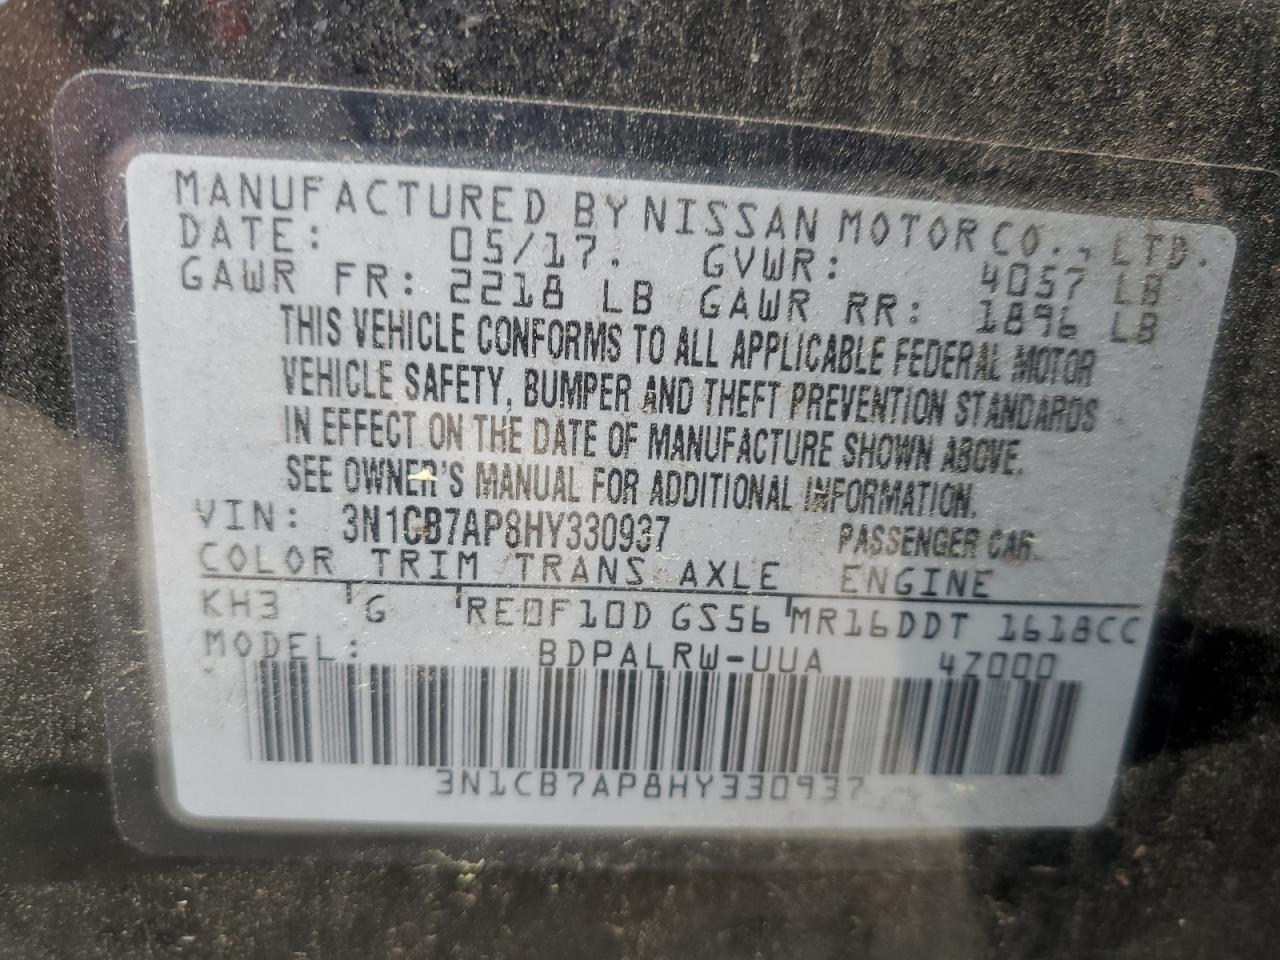 MANUFACTURED BY NISSAN MOTOR CO., LTD.
DATE: 05/17. GVWR: 4057 LB
GAWR FR: 2218 LB GAWR RR: 1896 LB
THIS VEHICLE CONFORMS TO ALL APPLICABLE FEDERAL MOTOR
VEHICLE SAFETY, BUMPER AND THEFT PREVENTION STANDARDS
IN EFFECT ON THE DATE OF MANUFACTURE SHOWN ABOVE.
SEE OWNER'S MANUAL FOR ADDITIONAL INFORMATION.
VIN: 3N1CB7AP8HY330937 PASSENGER CAR
COLOR TRIM TRANS AXLE ENGINE
KH3 G RE0F10D GS56 MR16DDT 1618CC
MODEL: BDPALRW-UUA 4Z000
3N1CB7AP8HY330937